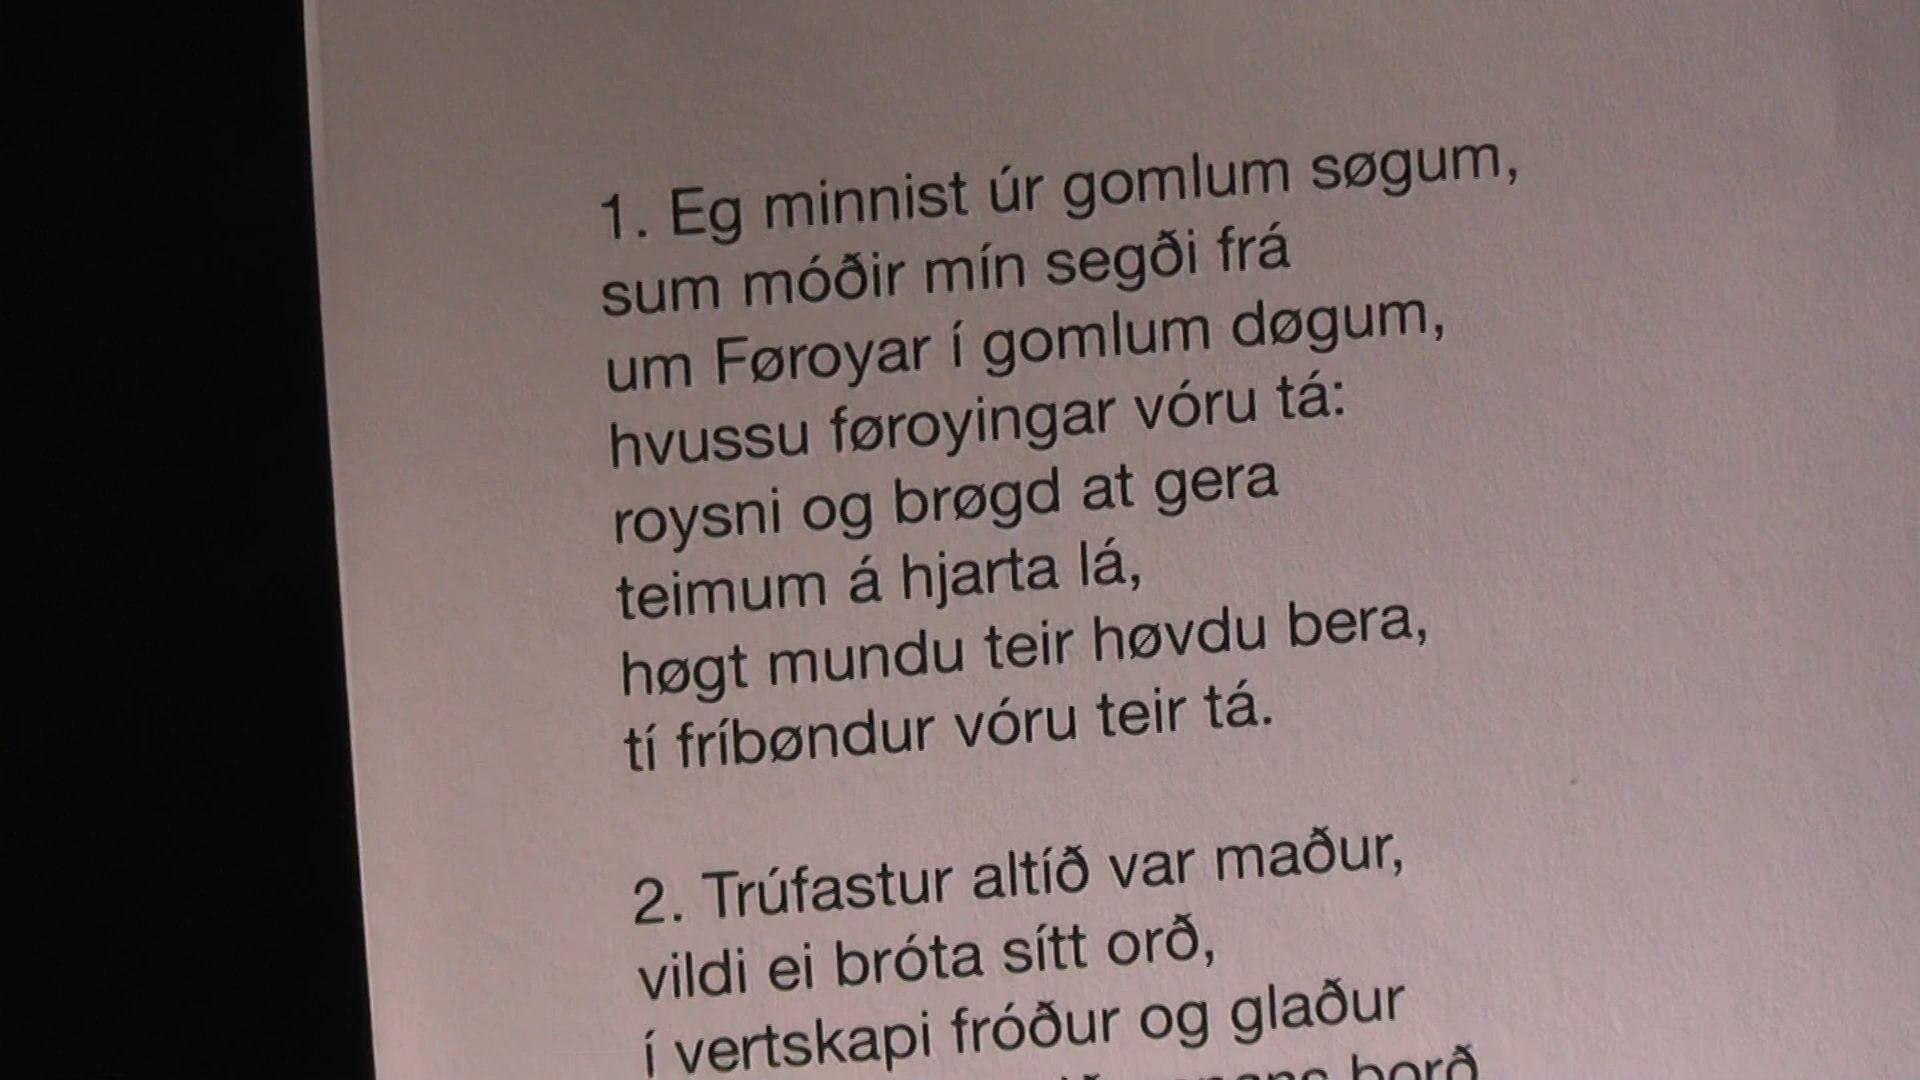 1. Eg minnist úr gomlum søgum,
sum móðir mín segði frá
um Føroyar í gomlum døgum,
hvussu føroyingar vóru tá:
roysni og brøgd at gera
teimum á hjarta lá,
høgt mundu teir høvdu bera,
tí fríbøndur vóru teir tá.
2. Trúfastur altíð var maður,
vildi ei bróta sítt orð,
í vertskapi fróður og glaður
borð